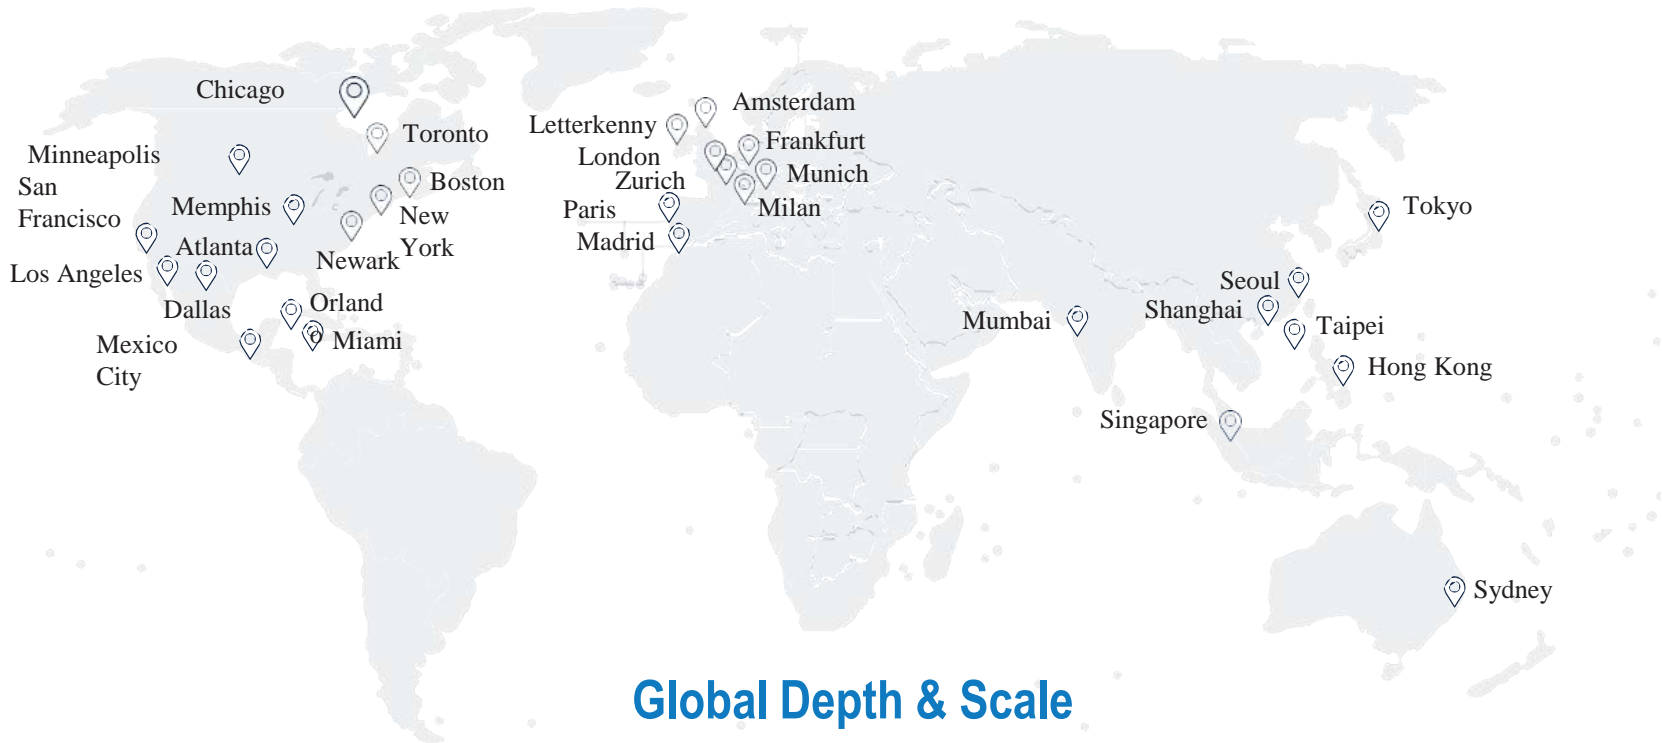 Chicago
Toronto
Minneapolis
San
Francisco
Memphis
Boston
New
York
Newark
Atlanta
Los Angeles
Dallas
Orland
o
Miami
Mexico
City
Amsterdam
Letterkenny
London
Frankfurt
Zurich
Munich
Paris
Milan
Madrid
Tokyo
Seoul
Shanghai
Mumbai
Taipei
Hong Kong
Singapore
Sydney
Global Depth & Scale